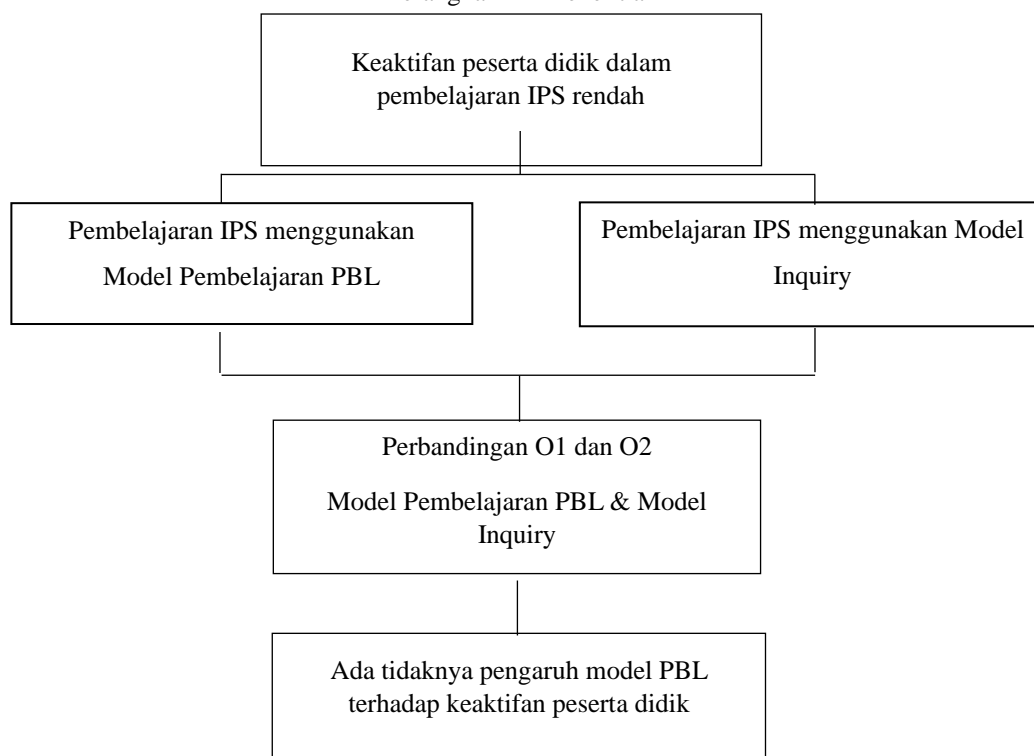 Keaktifan peserta didik dalam
pembelajaran IPS rendah
Pembelajaran IPS menggunakan
Model Pembelajaran PBL
Pembelajaran IPS menggunakan Model
Inquiry
Perbandingan O1 dan O2
Model Pembelajaran PBL & Model
Inquiry
Ada tidaknya pengaruh model PBL
terhadap keaktifan peserta didik